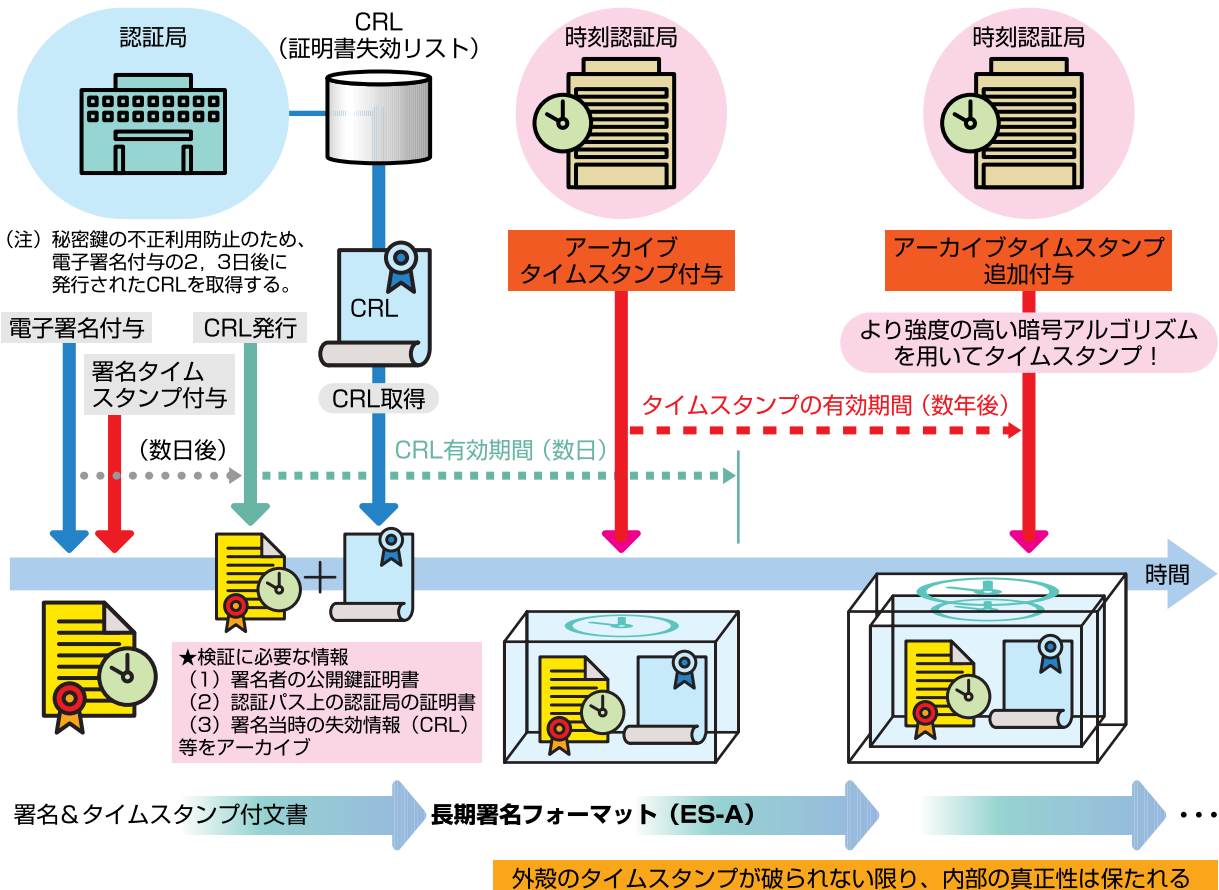 認証局
CRL
（証明書失効リスト）
時刻認証局
時刻認証局
（注）秘密鍵の不正利用防止のため、
電子署名付与の2，3日後に
発行されたCRLを取得する。
CRL
アーカイブ
タイムスタンプ付与
アーカイブタイムスタンプ
追加付与
より強度の高い暗号アルゴリズム
を用いてタイムスタンプ！
電子署名付与
CRL発行
署名タイム
スタンプ付与
CRL取得
タイムスタンプの有効期間（数年後）
（数日後）
CRL有効期間（数日）
時間
★検証に必要な情報
（1）署名者の公開鍵証明書
（2）認証パス上の認証局の証明書
（3）署名当時の失効情報（CRL）
等をアーカイブ
署名＆タイムスタンプ付文書
長期署名フォーマット（ES-A）
・・・
外殻のタイムスタンプが破られない限り、内部の真正性は保たれる